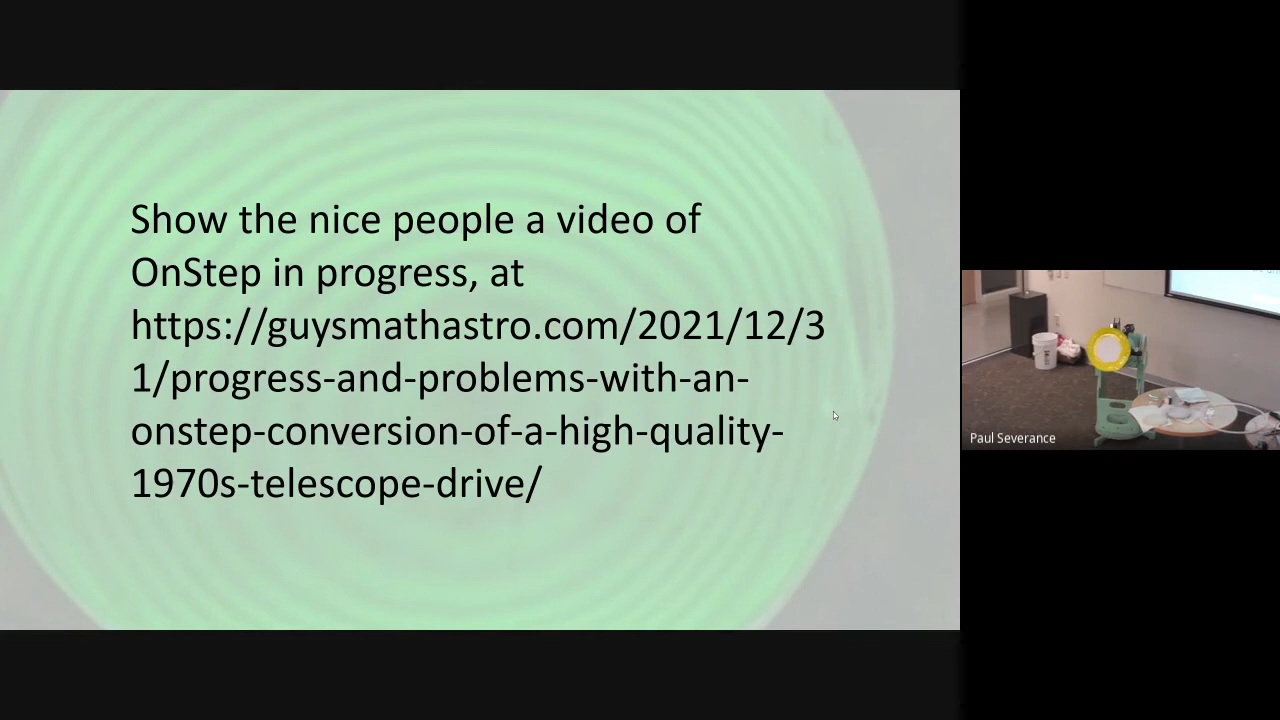 Show the nice people a video of
OnStep in progress, at
https://guysmathastro.com/2021/12/3
1/progress-and-problems-with-an-
onstep-conversion-of-a-high-quality-
1970s-telescope-drive/
Paul Severance